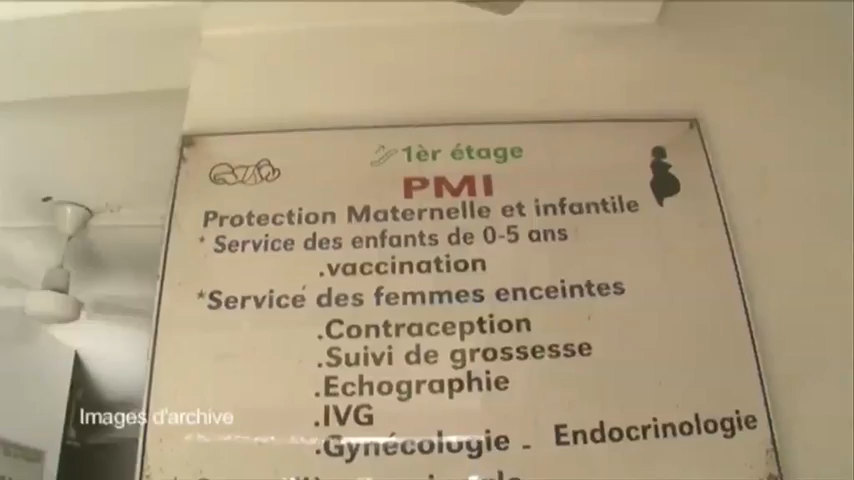 1èr étage
PMI
Protection Maternelle et infantile
* Service des enfants de 0-5 ans
.vaccination
*Service des femmes enceintes
.Contraception
.Suivi de grossesse
.Echographie
.IVG
.Gynécologie - Endocrinologie
Images d'archive